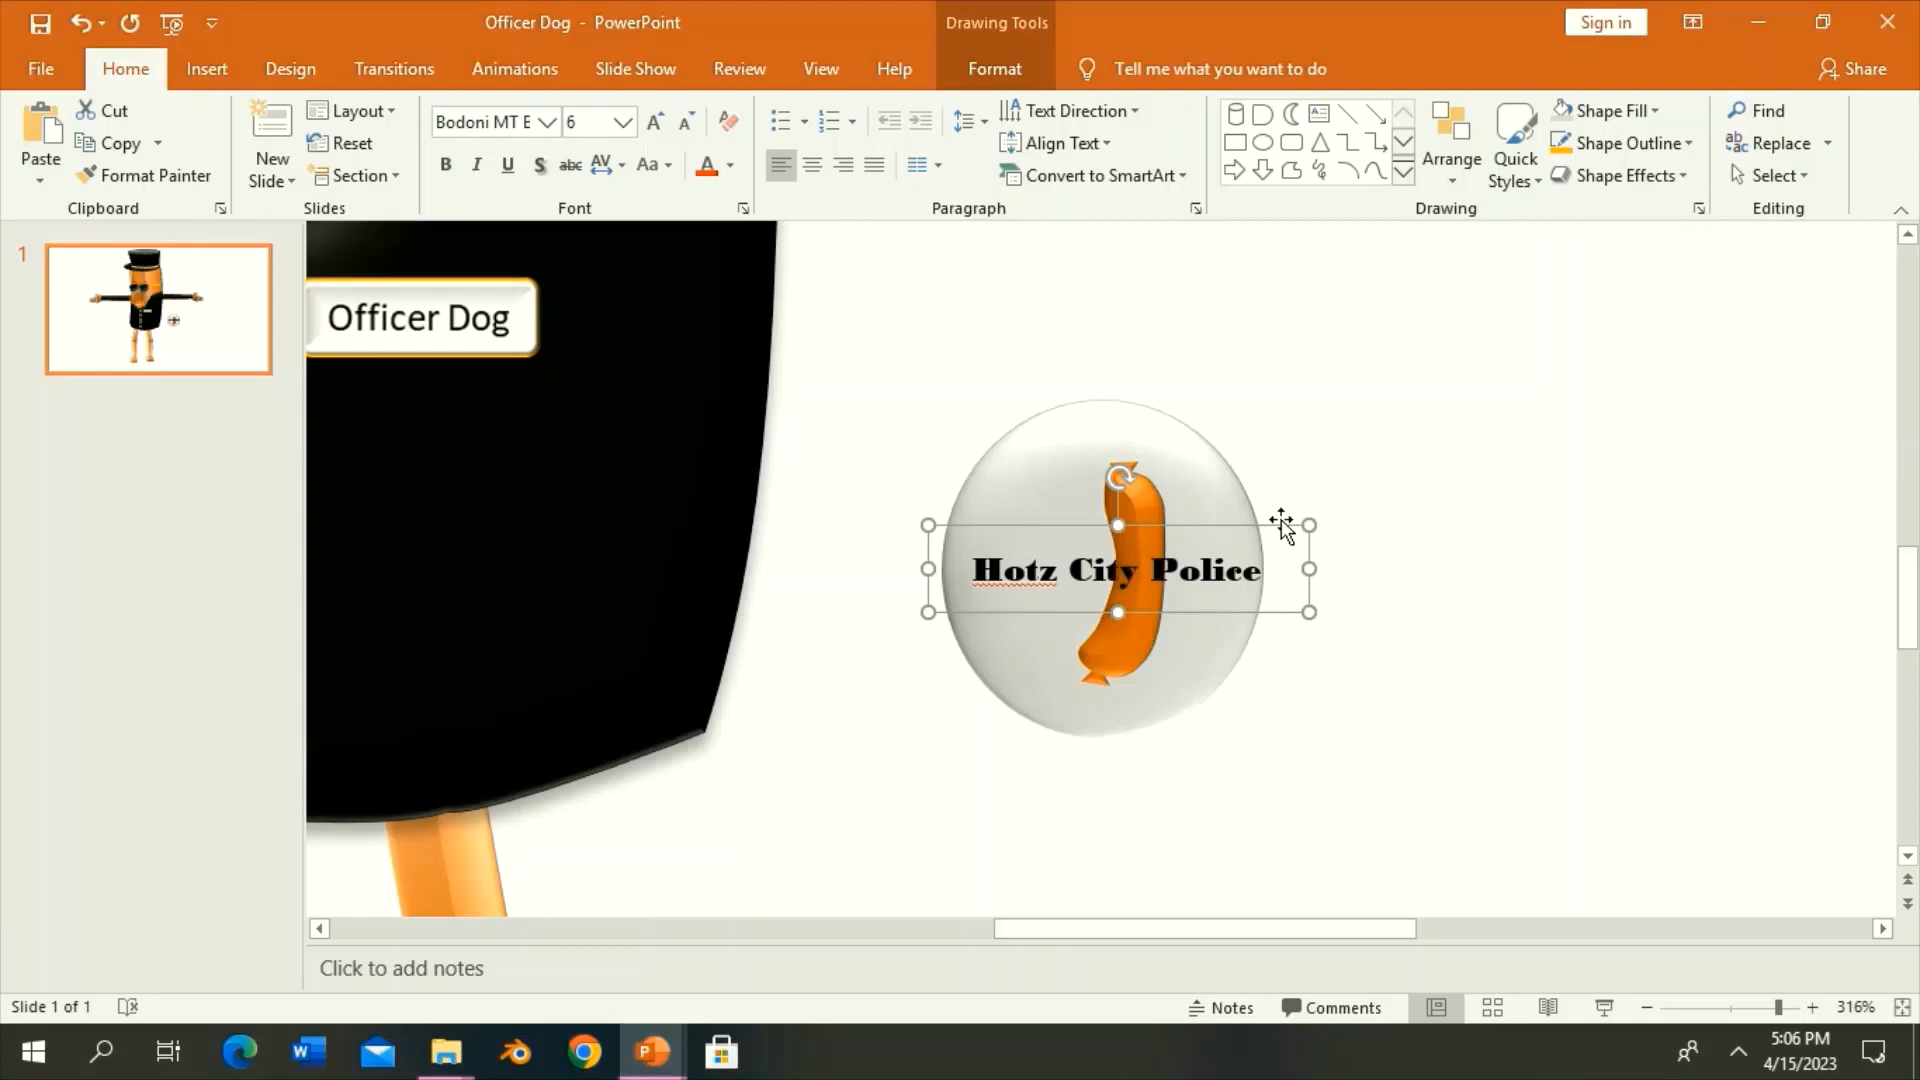 Officer Dog - PowerPoint
Drawing Tools
Sign in
File
Home
Insert
Design
Transitions
Animations
Slide Show
Review
View
Help
Format
Tell me what you want to do
Share
Paste
Cut
Copy
Format Painter
Clipboard
New Slide
Layout
Reset
Section
Slides
Bodoni MT E
6
B I U S abc AV Aa A
Font
Text Direction
Align Text
Convert to SmartArt
Paragraph
Arrange
Quick Styles
Shape Fill
Shape Outline
Shape Effects
Drawing
Find
Replace
Select
Editing
1
Officer Dog
Hotz City Police
Click to add notes
Slide 1 of 1
Notes
Comments
316%
5:06 PM
4/15/2023